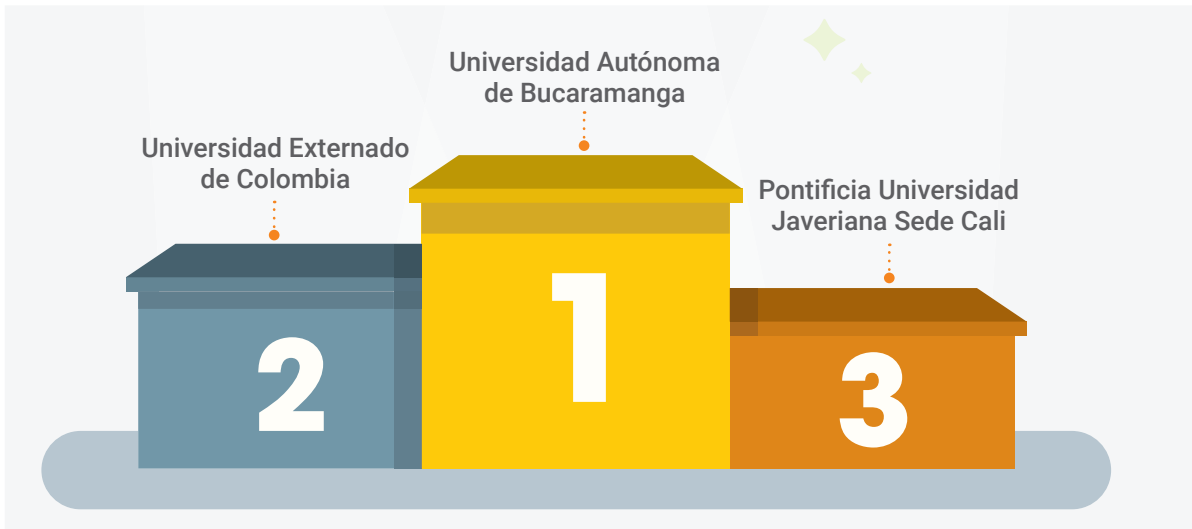 Universidad Autónoma
de Bucaramanga
Universidad Externado
de Colombia
Pontificia Universidad
Javeriana Sede Cali
1
2
3